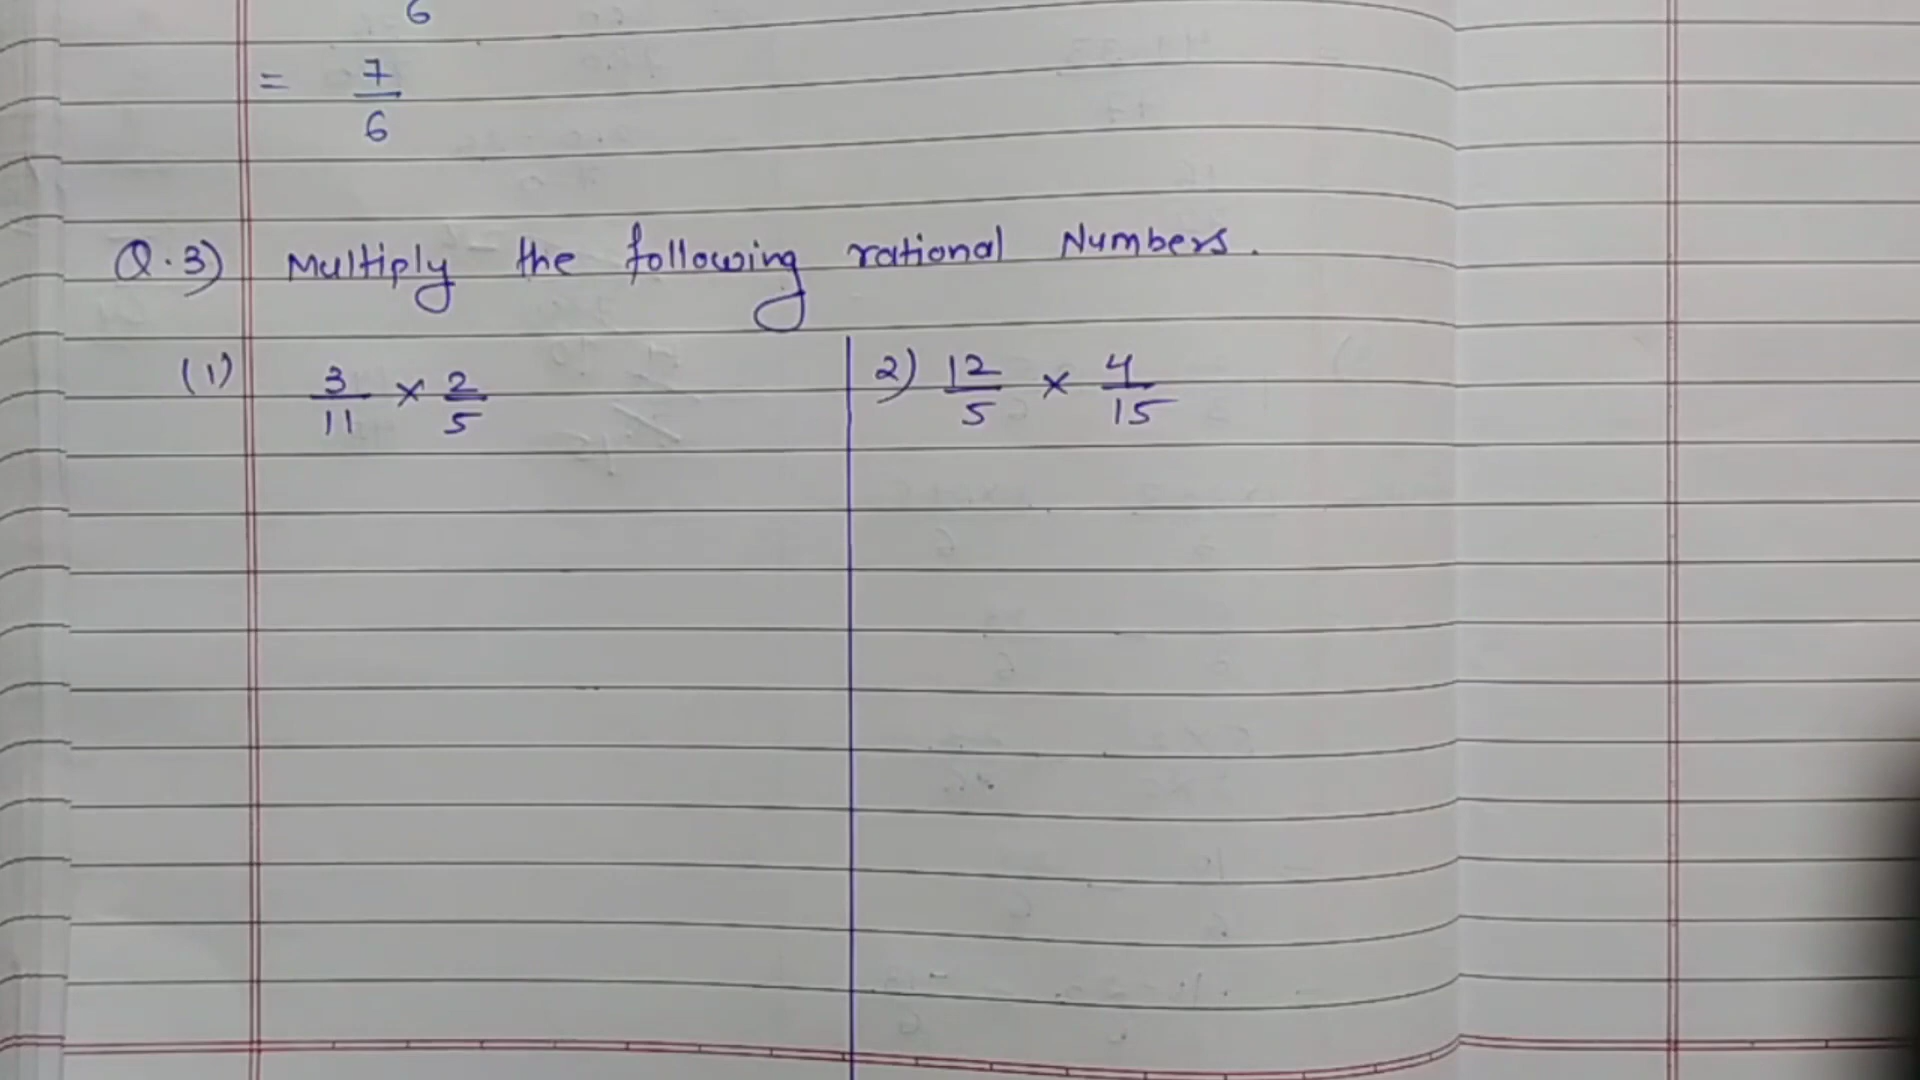 6
= 7/6
Q.3) Multiply the following rational Numbers.
(1) 3/11 × 2/5
2) 12/5 × 4/15